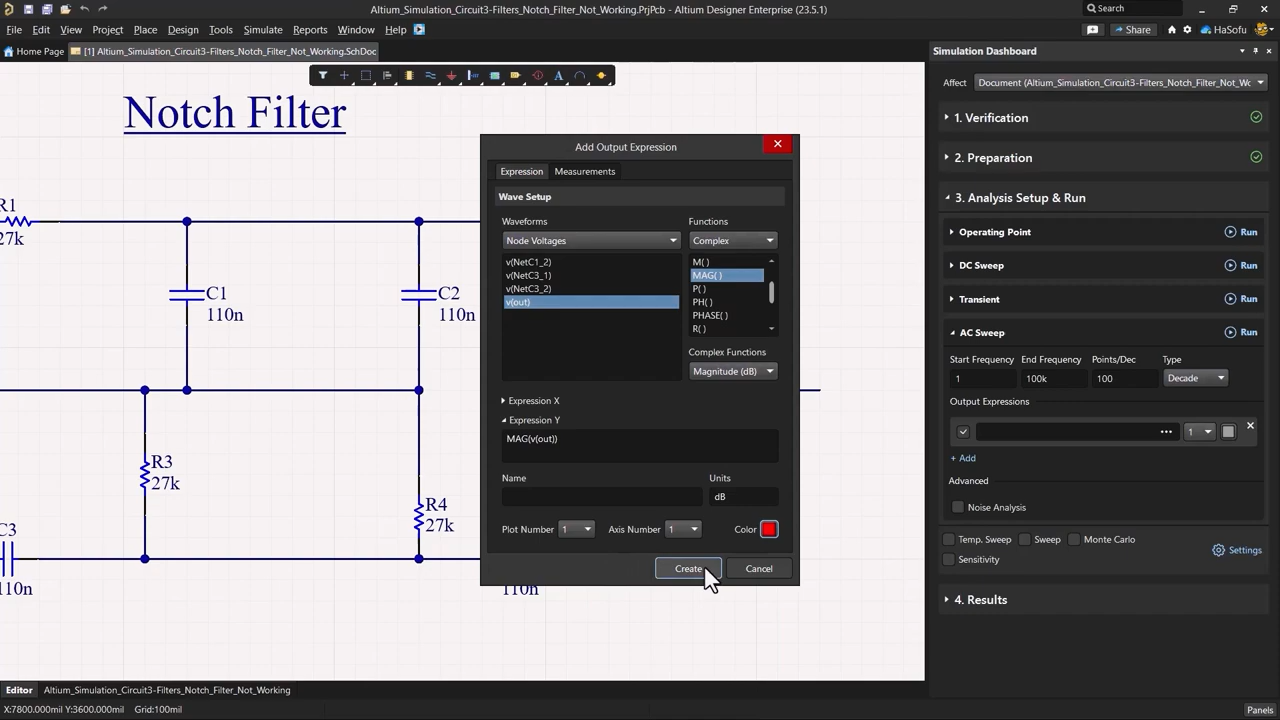 Altium_Simulation_Circuit3-Filters_Notch_Filter_Not_Working.PrjPcb - Altium Designer Enterprise (23.5.1)
Search
File Edit View Project Place Design Tools Simulate Reports Window Help
Share
HaSofu
Home Page
[1] Altium_Simulation_Circuit3-Filters_Notch_Filter_Not_Working.SchDoc
Notch Filter
R1
27k
C1
110n
C2
110n
R3
27k
R4
27k
C3
110n
110n
Add Output Expression
Expression Measurements
Wave Setup
Waveforms
Functions
Node Voltages
Complex
v(NetC1_2)
v(NetC3_1)
v(NetC3_2)
v(out)
M( )
MAG( )
P( )
PH( )
PHASE( )
R( )
Complex Functions
Magnitude (dB)
Expression X
Expression Y
MAG(v(out))
Name
Units
dB
Plot Number 1
Axis Number 1
Color
Create
Cancel
Simulation Dashboard
Affect
Document (Altium_Simulation_Circuit3-Filters_Notch_Filter_Not_Wc
1. Verification
2. Preparation
3. Analysis Setup & Run
Operating Point Run
DC Sweep Run
Transient Run
AC Sweep Run
Start Frequency End Frequency Points/Dec Type
1 100k 100 Decade
Output Expressions
••• 1
+ Add
Advanced
Noise Analysis
Temp. Sweep Sweep Monte Carlo
Sensitivity
Settings
4. Results
Editor Altium_Simulation_Circuit3-Filters_Notch_Filter_Not_Working
X:7800.000mil Y:3600.000mil Grid:100mil
Panels